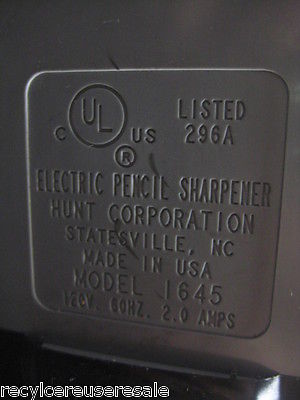 UL LISTED
C US 296A
®
ELECTRIC PENCIL SHARPENER
HUNT CORPORATION
STATESVILLE, NC
MADE IN USA
MODEL 1645
120V. 60HZ. 2.0 AMPS
recylcereuseresale